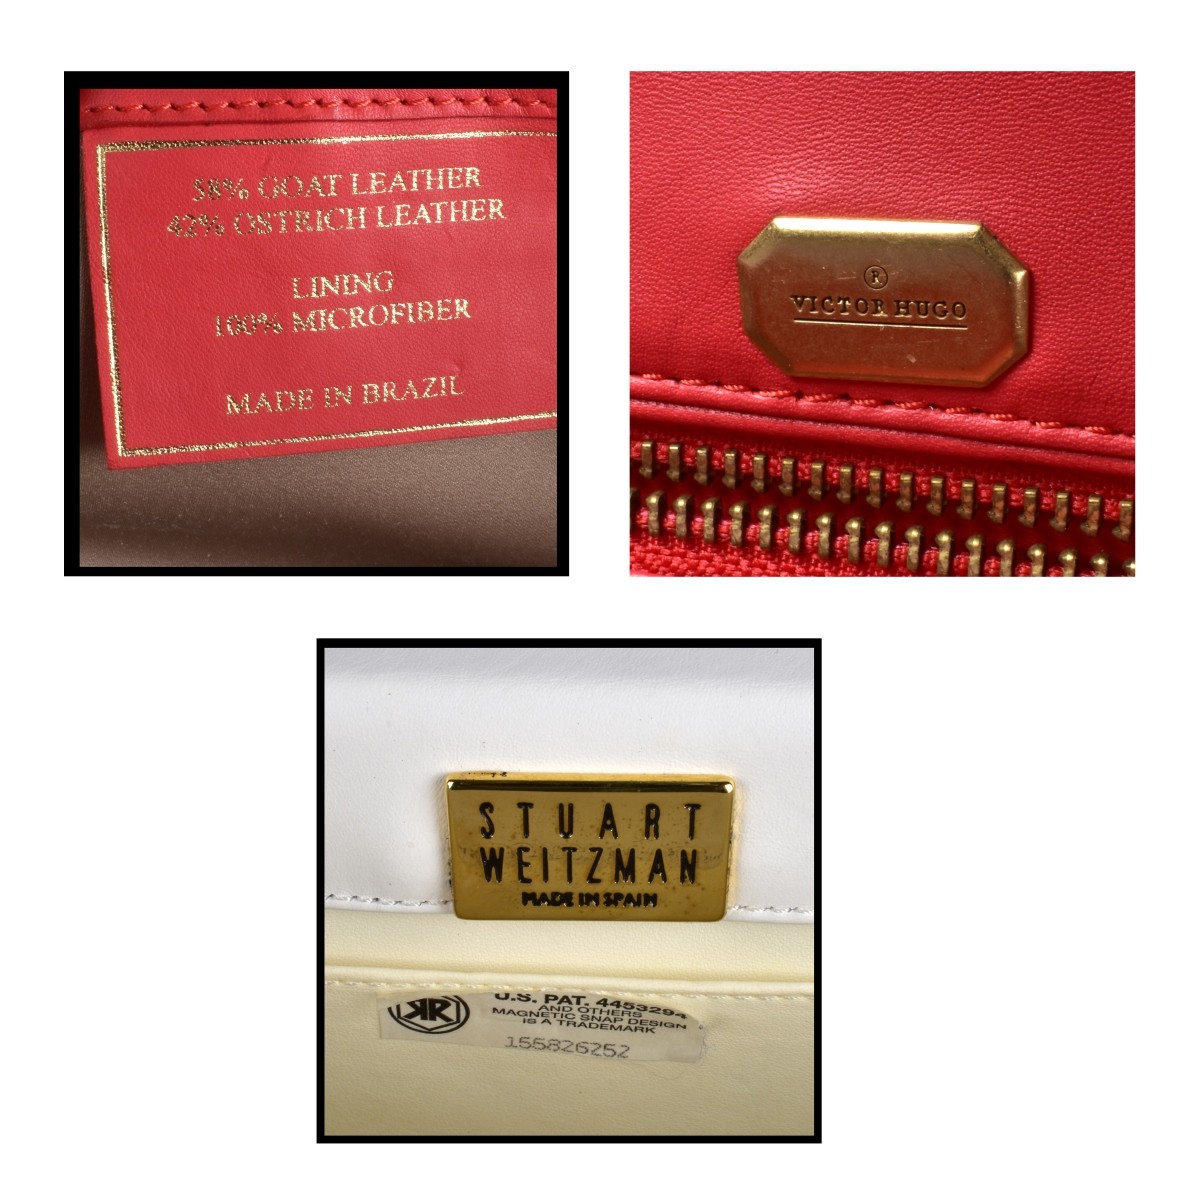 58% GOAT LEATHER
42% OSTRICH LEATHER
LINING
100% MICROFIBER
MADE IN BRAZIL
®
VICTOR HUGO
STUART
WEITZMAN
MADE IN SPAIN
KR
U.S. PAT. 4453294
AND OTHERS
MAGNETIC SNAP DESIGN
IS A TRADEMARK
155826252